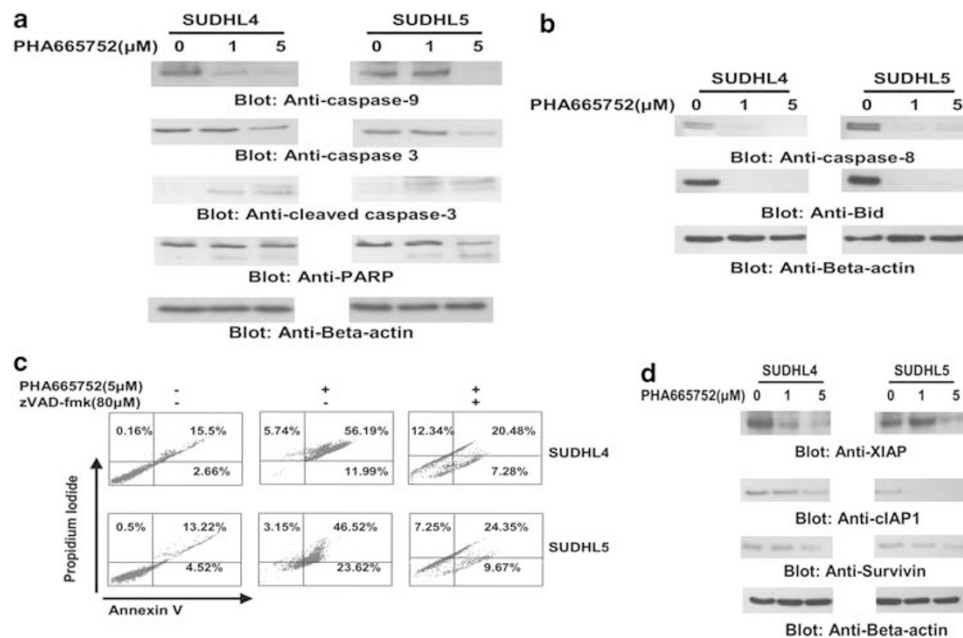 a
SUDHL4 SUDHL5
PHA665752(µM) 0 1 5 0 1 5
Blot: Anti-caspase-9
Blot: Anti-caspase 3
Blot: Anti-cleaved caspase-3
Blot: Anti-PARP
Blot: Anti-Beta-actin
b
SUDHL4 SUDHL5
PHA665752(µM) 0 1 5 0 1 5
Blot: Anti-caspase-8
Blot: Anti-Bid
Blot: Anti-Beta-actin
c
PHA665752(5µM) - + +
zVAD-fmk(80µM) - - +
0.16% 15.5% 5.74% 56.19% 12.34% 20.48%
SUDHL4
2.66% 11.99% 7.28%
0.5% 13.22% 3.15% 46.52% 7.25% 24.35%
SUDHL5
4.52% 23.62% 9.67%
Propidium Iodide
Annexin V
d
SUDHL4 SUDHL5
PHA665752(µM) 0 1 5 0 1 5
Blot: Anti-XIAP
Blot: Anti-cIAP1
Blot: Anti-Survivin
Blot: Anti-Beta-actin